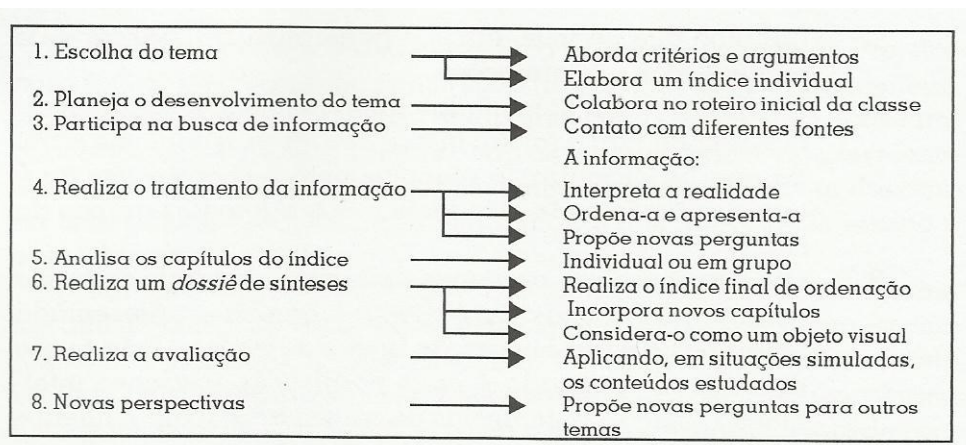 1. Escolha do tema
Aborda critérios e argumentos
Elabora um índice individual
2. Planeja o desenvolvimento do tema
Colabora no roteiro inicial da classe
3. Participa na busca de informação
Contato com diferentes fontes
A informação:
4. Realiza o tratamento da informação
Interpreta a realidade
Ordena-a e apresenta-a
Propõe novas perguntas
5. Analisa os capítulos do índice
Individual ou em grupo
6. Realiza um dossiê de sínteses
Realiza o índice final de ordenação
Incorpora novos capítulos
Considera-o como um objeto visual
7. Realiza a avaliação
Aplicando, em situações simuladas,
os conteúdos estudados
8. Novas perspectivas
Propõe novas perguntas para outros
temas